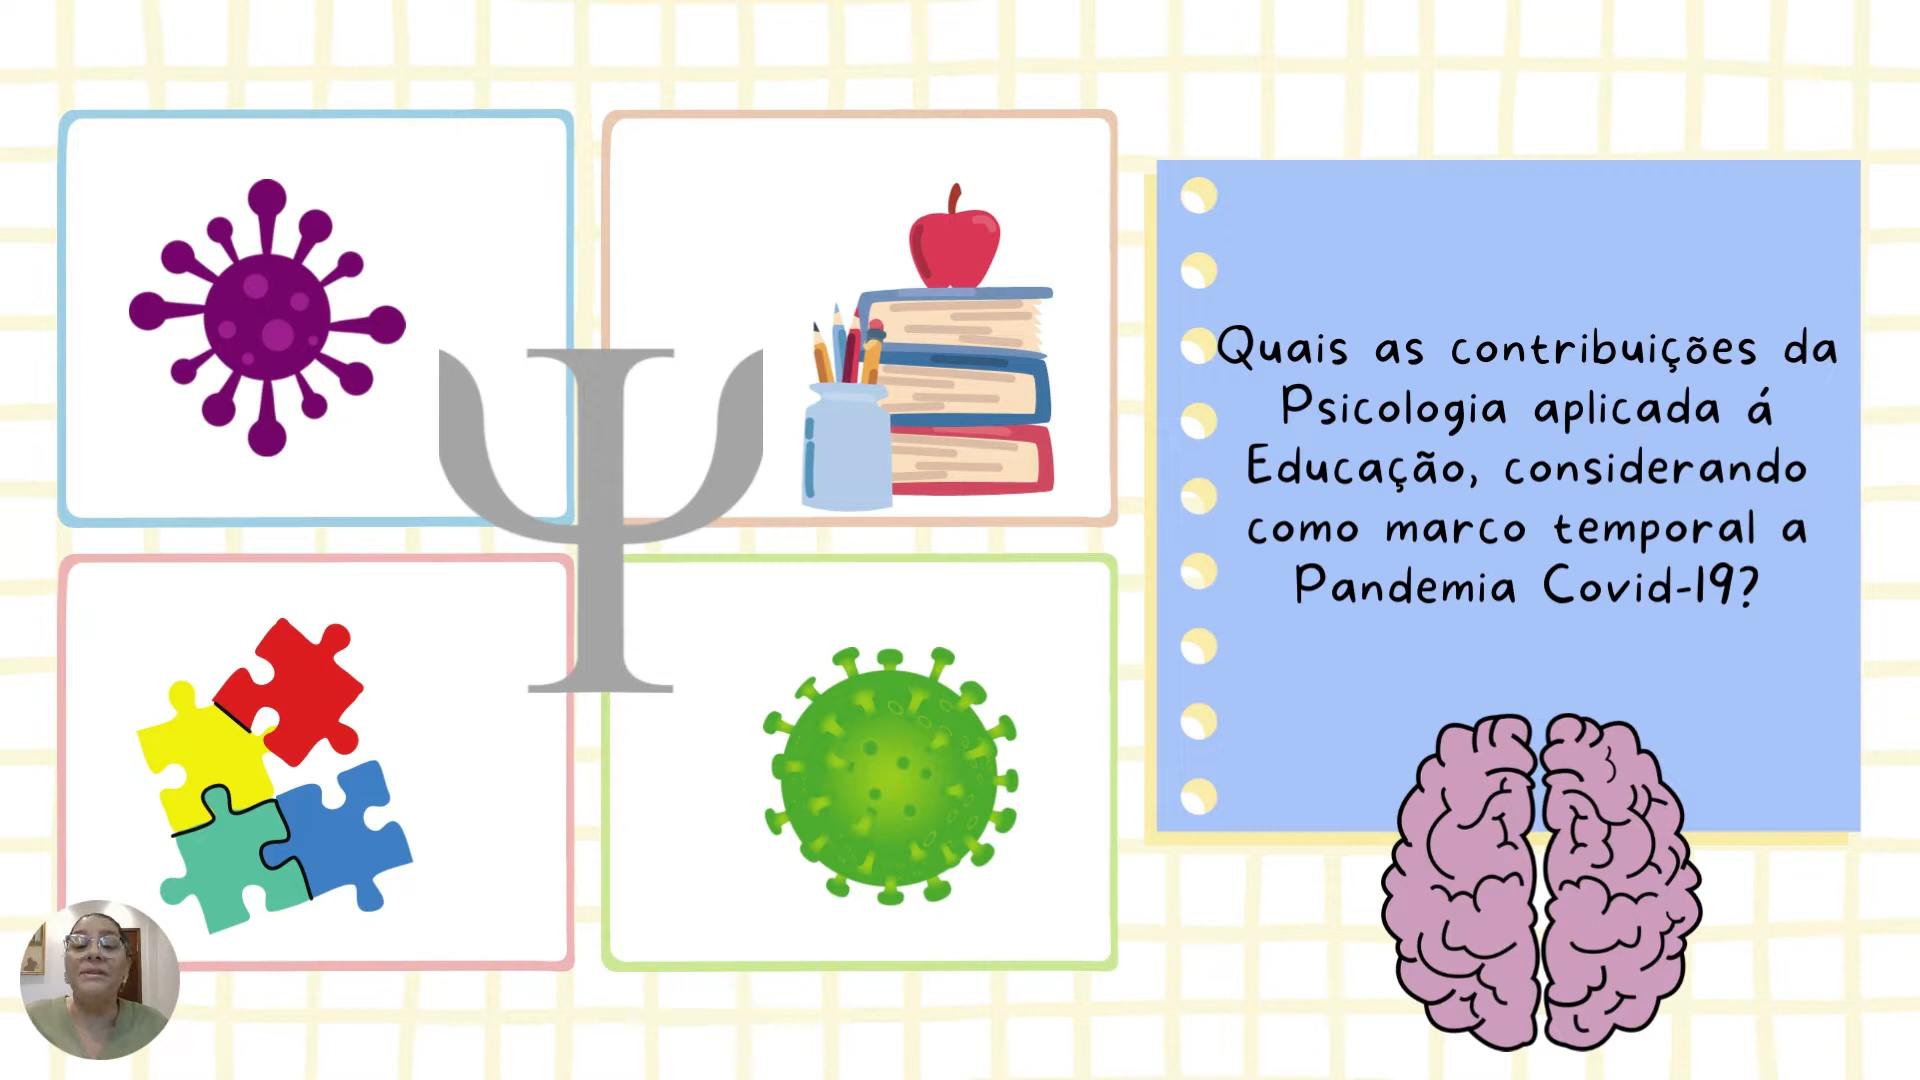 Ψ
Quais as contribuições da
Psicologia aplicada á
Educação, considerando
como marco temporal a
Pandemia Covid-19?